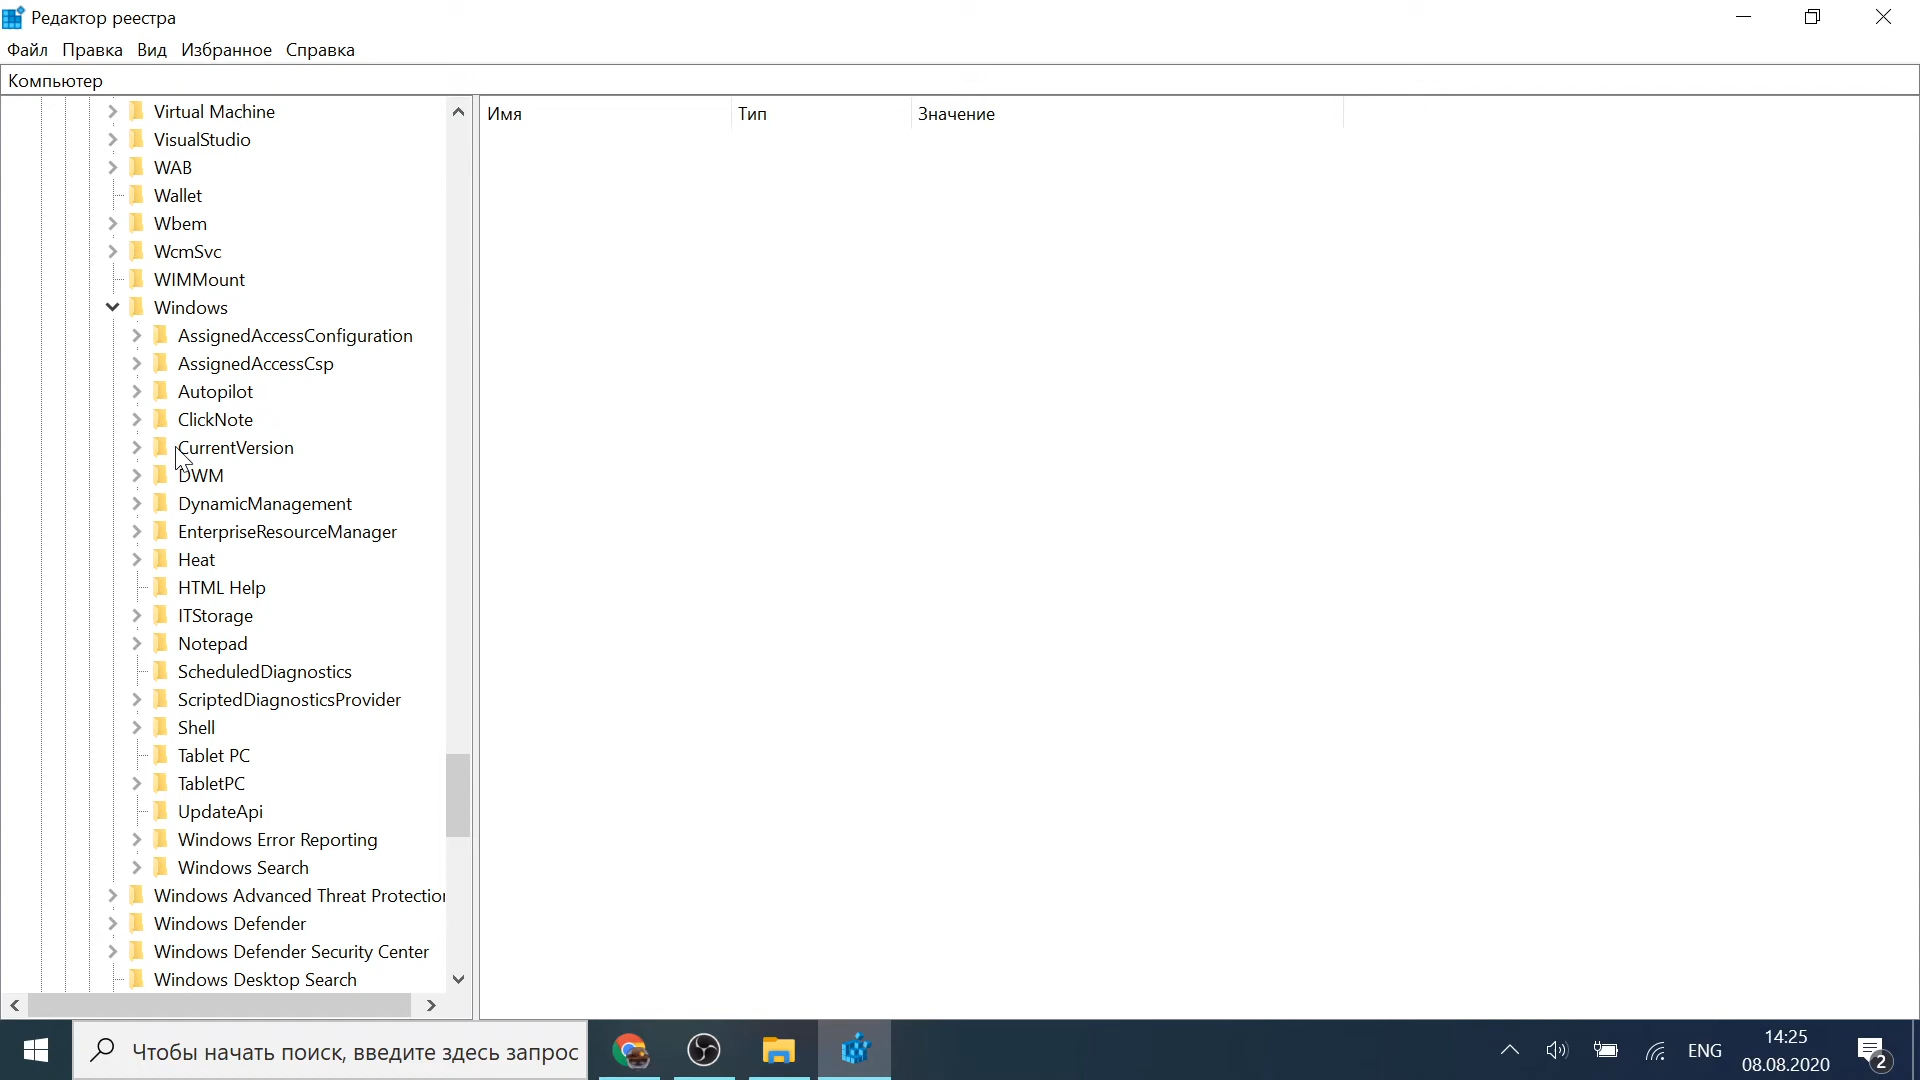 Редактор реестра
Файл Правка Вид Избранное Справка
Компьютер
Имя Тип Значение
Virtual Machine
VisualStudio
WAB
Wallet
Wbem
WcmSvc
WIMMount
Windows
AssignedAccessConfiguration
AssignedAccessCsp
Autopilot
ClickNote
CurrentVersion
DWM
DynamicManagement
EnterpriseResourceManager
Heat
HTML Help
ITStorage
Notepad
ScheduledDiagnostics
ScriptedDiagnosticsProvider
Shell
Tablet PC
TabletPC
UpdateApi
Windows Error Reporting
Windows Search
Windows Advanced Threat Protection
Windows Defender
Windows Defender Security Center
Windows Desktop Search
Чтобы начать поиск, введите здесь запрос
ENG
14:25
08.08.2020
2